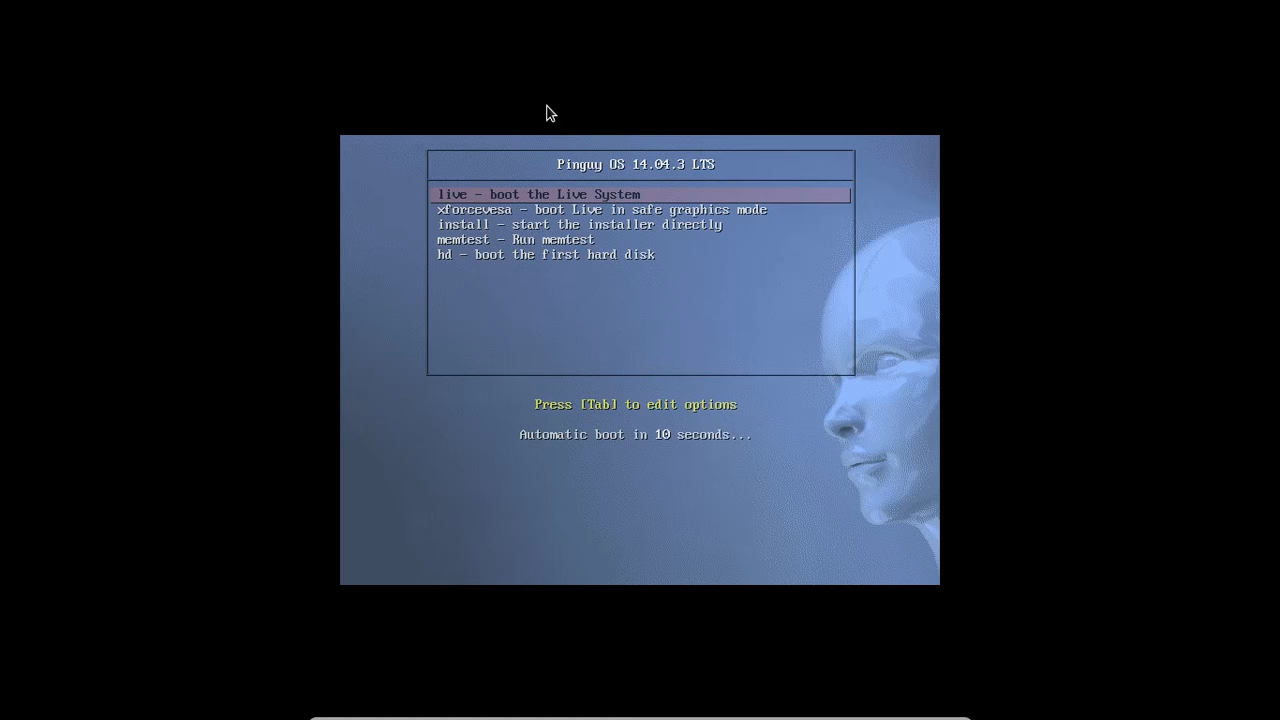 Pinguy OS 14.04.3 LTS
live - boot the Live System
xforcevesa - boot Live in safe graphics mode
install - start the installer directly
memtest - Run memtest
hd - boot the first hard disk
Press [Tab] to edit options
Automatic boot in 10 seconds...